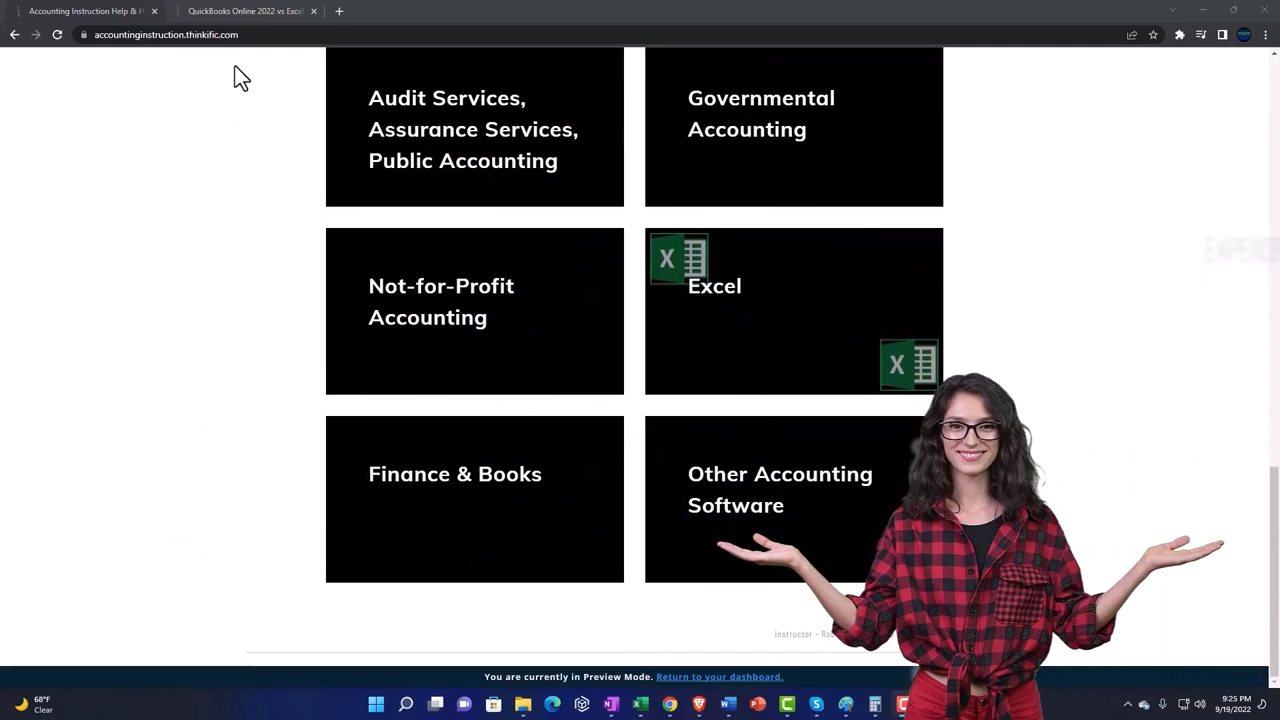 Accounting Instruction Help & H
QuickBooks Online 2022 vs Excel
accountinginstruction.thinkific.com
Audit Services,
Assurance Services,
Public Accounting
Governmental
Accounting
Not-for-Profit
Accounting
X
Excel
X
Finance & Books
Other Accounting
Software
Instructor -
You are currently in Preview Mode. Return to your dashboard.
68°F
Clear
9:25 PM
9/19/2022